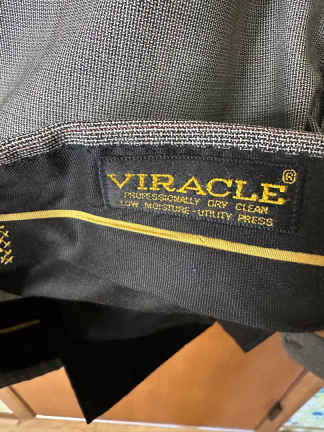 VIRACLE®
PROFESSIONALLY DRY CLEAN
LOW MOISTURE-UTILITY PRESS